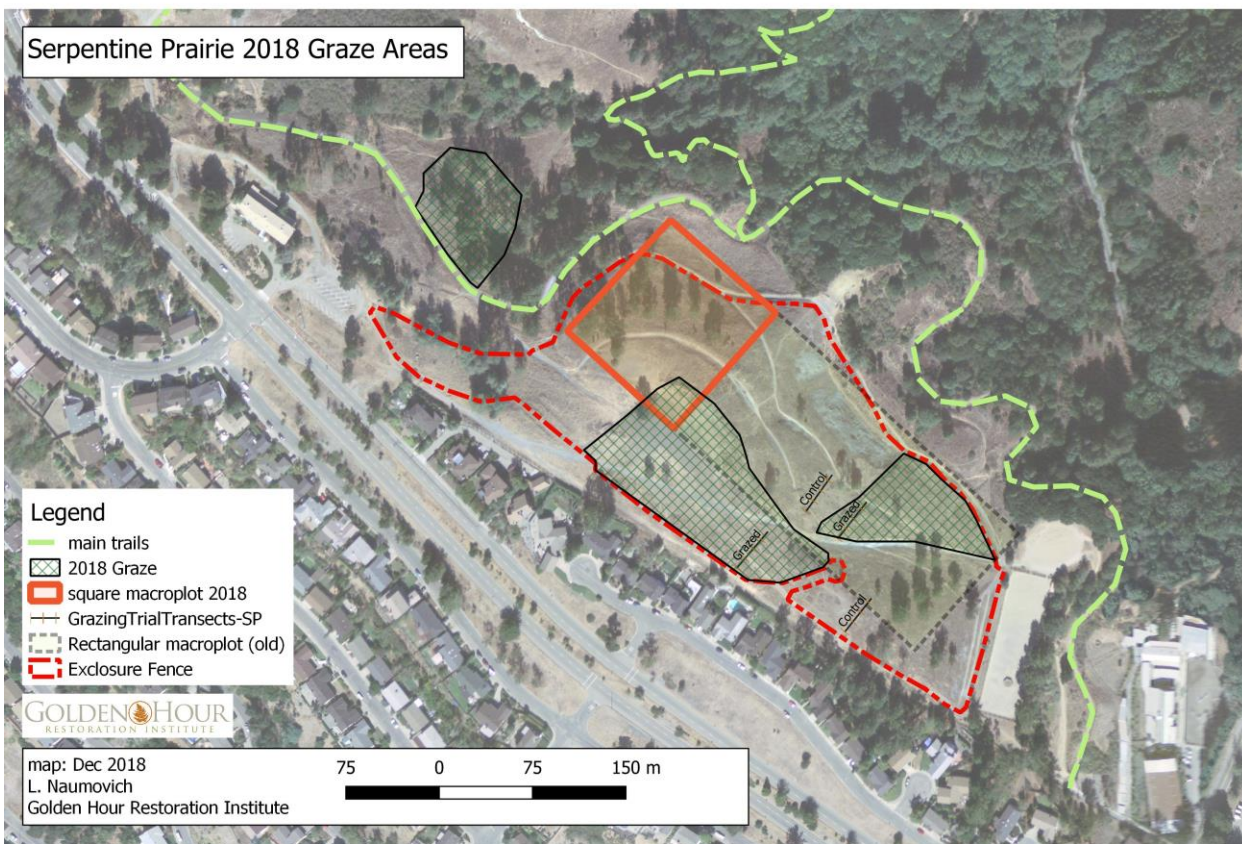 Serpentine Prairie 2018 Graze Areas
Control
Grazed
Grazed
Control
Legend
main trails
2018 Graze
square macroplot 2018
GrazingTrialTransects-SP
Rectangular macroplot (old)
Exclosure Fence
GOLDEN HOUR
RESTORATION INSTITUTE
map: Dec 2018
L. Naumovich
Golden Hour Restoration Institute
75 0 75 150 m